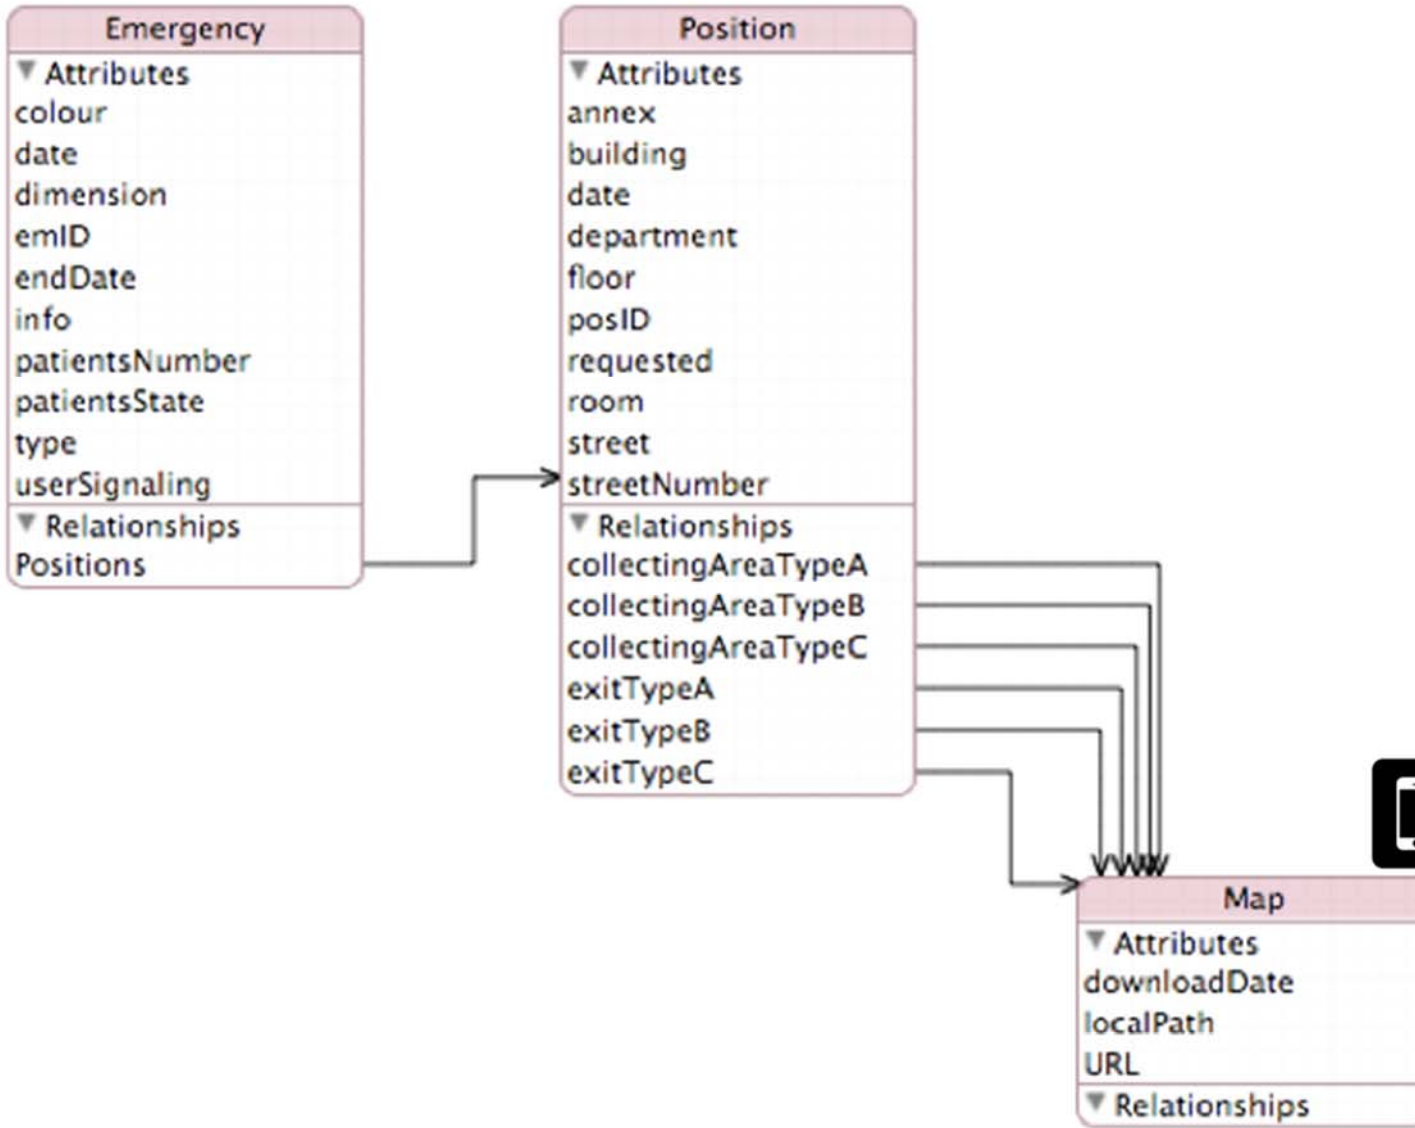 Emergency
Attributes
colour
date
dimension
emID
endDate
info
patientsNumber
patientsState
type
userSignaling
Relationships
Positions
Position
Attributes
annex
building
date
department
floor
posID
requested
room
street
streetNumber
Relationships
collectingAreaTypeA
collectingAreaTypeB
collectingAreaTypeC
exitTypeA
exitTypeB
exitTypeC
Map
Attributes
downloadDate
localPath
URL
Relationships